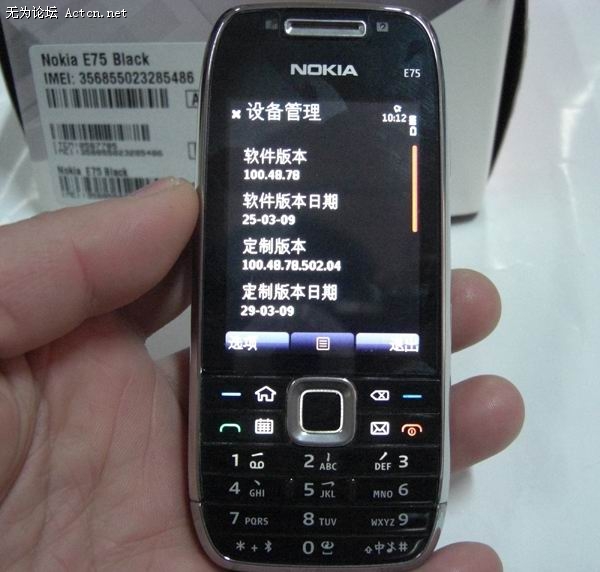 无为论坛 Actcn.net
Nokia E75 Black
IMEI: 356855023285486
Nokia E75 Black
NOKIA
E75
设备管理
10:12
软件版本
100.48.78
软件版本日期
25-03-09
定制版本
100.48.78.502.04
定制版本日期
29-03-09
选项 退出
1 2 ABC DEF 3
4 GHI 5 JKL MNO 6
7 PQRS 8 TUV WXYZ 9
* + 0 中 #